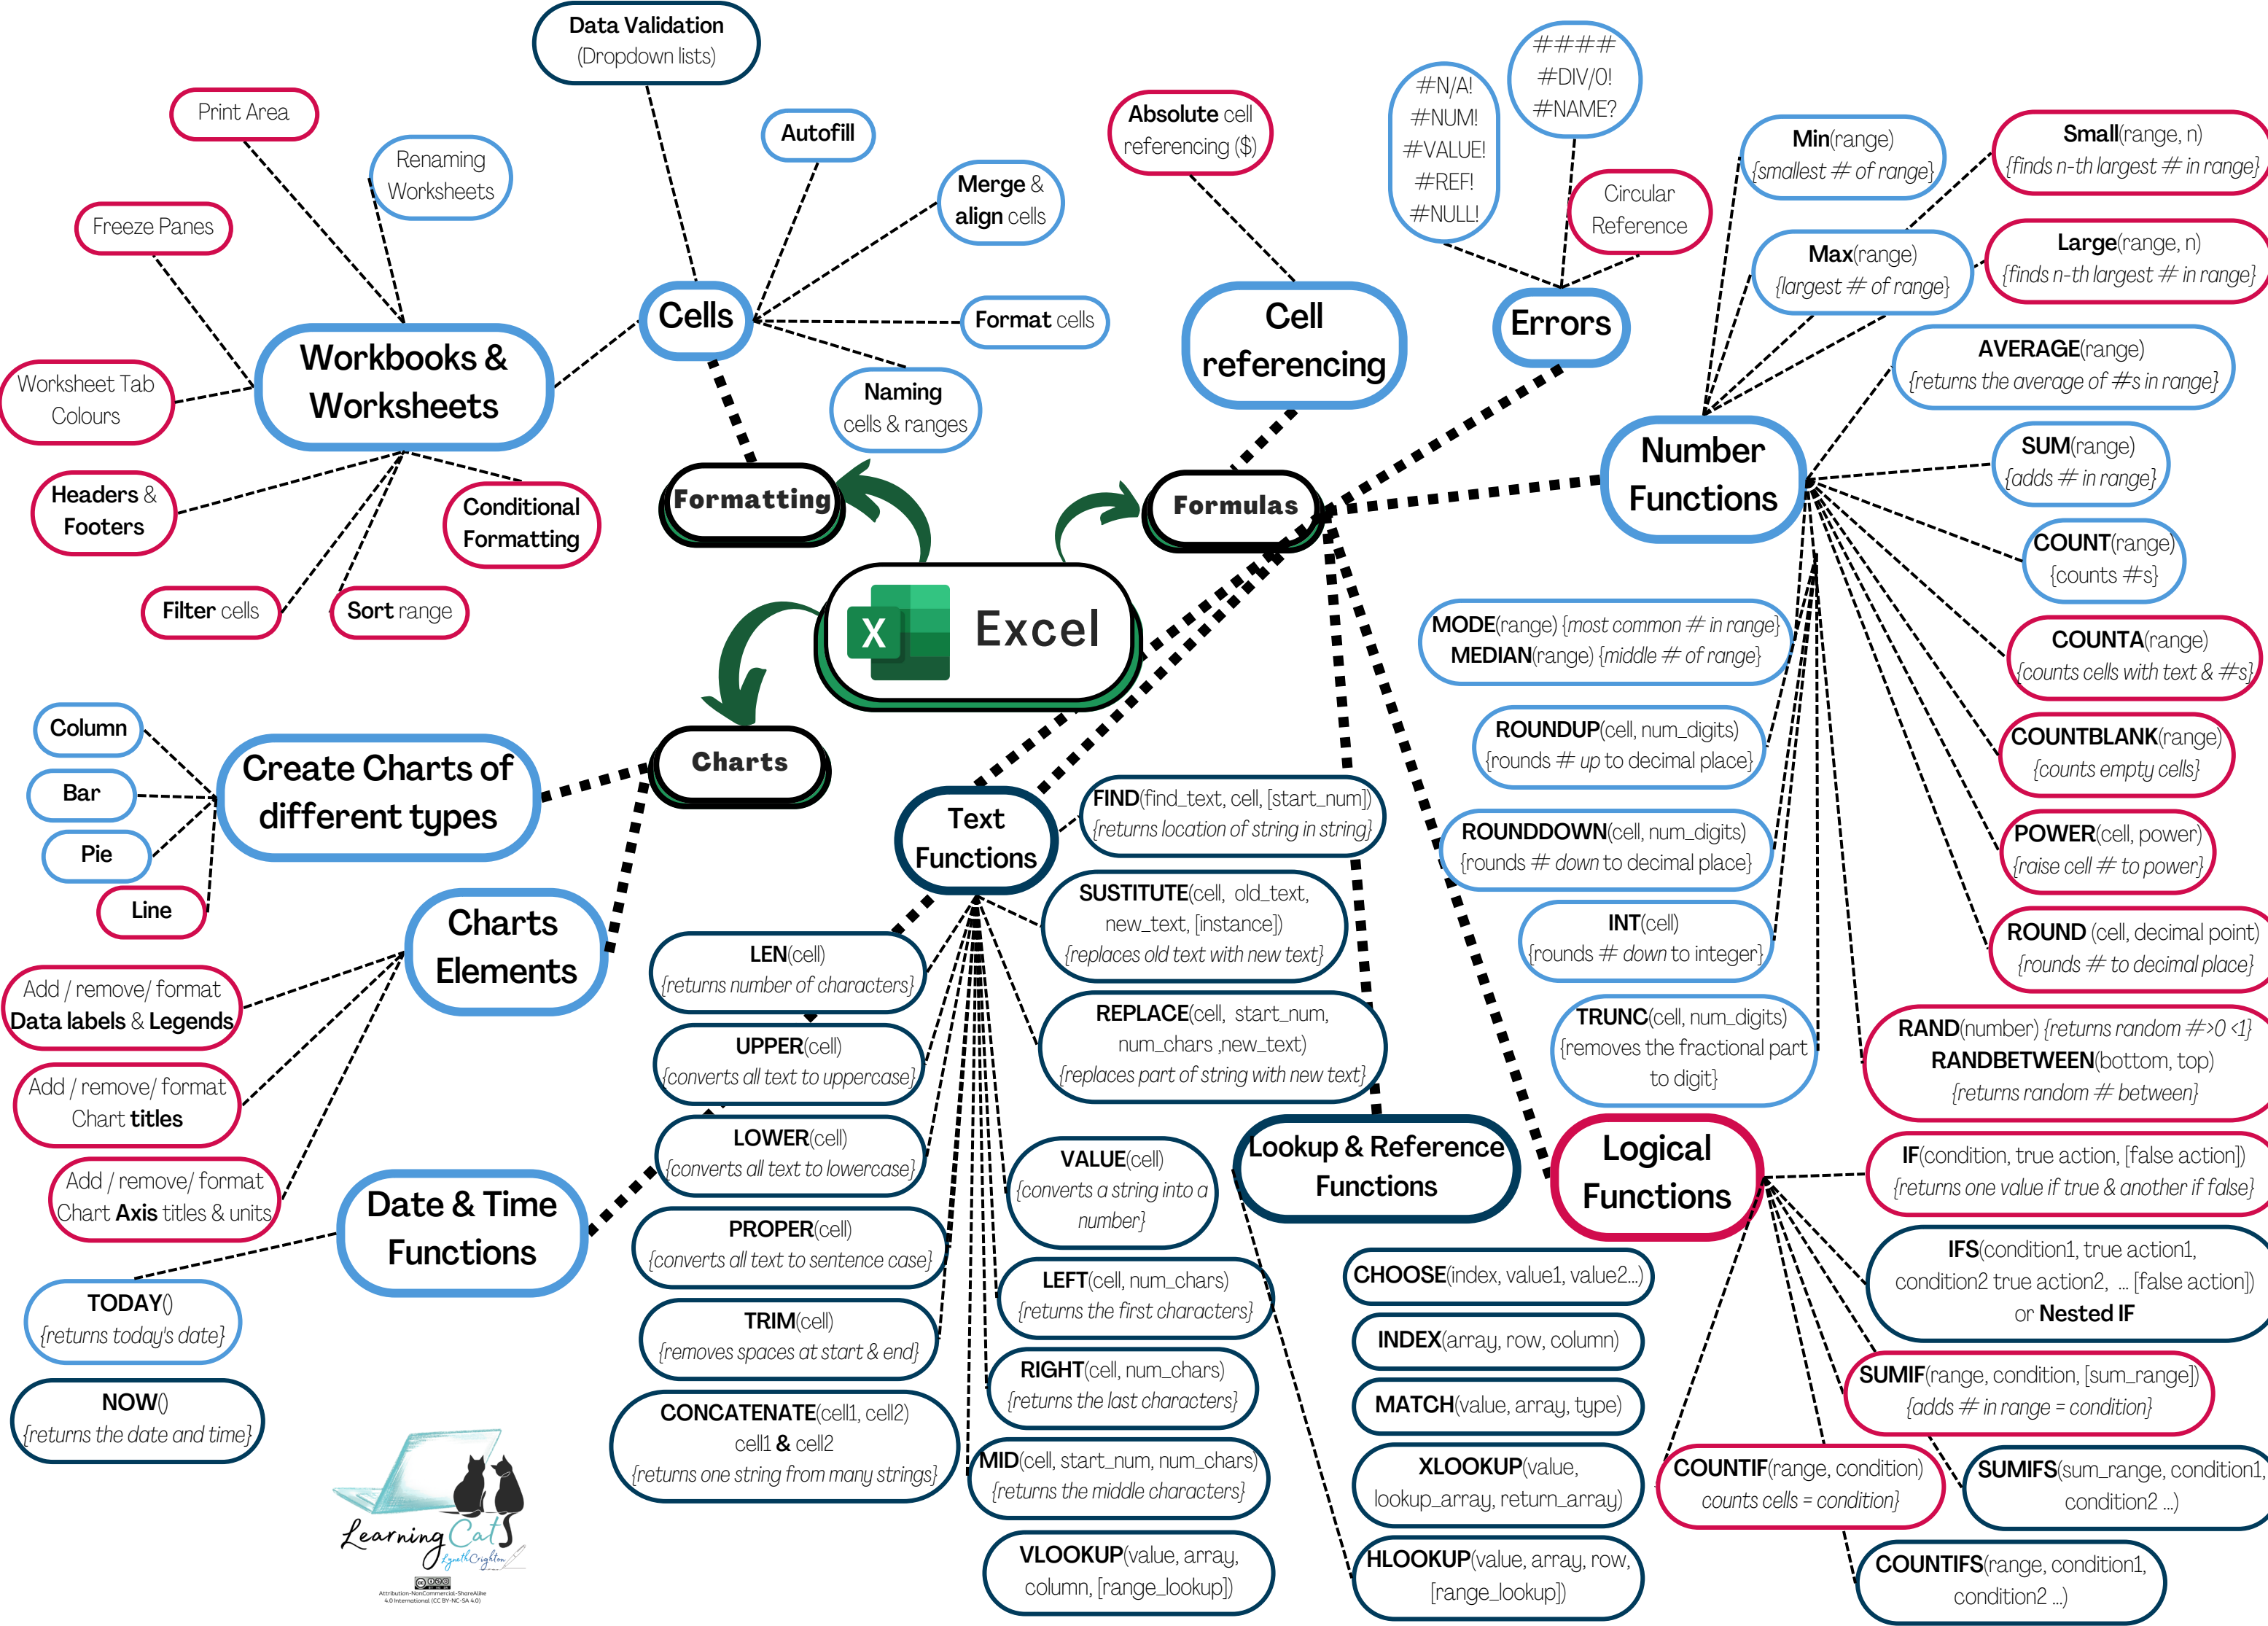 Data Validation
(Dropdown lists)
Print Area
Renaming
Worksheets
Freeze Panes
Autofill
Merge &
align cells
Format cells
Naming
cells & ranges
Cells
Workbooks &
Worksheets
Worksheet Tab
Colours
Headers &
Footers
Conditional
Formatting
Filter cells
Sort range
Formatting
Absolute cell
referencing ($)
Cell
referencing
#N/A!
#NUM!
#VALUE!
#REF!
#NULL!
####
#DIV/0!
#NAME?
Circular
Reference
Errors
Formulas
X
Excel
Charts
Min(range)
{smallest # of range}
Small(range, n)
{finds n-th largest # in range}
Max(range)
{largest # of range}
Large(range, n)
{finds n-th largest # in range}
AVERAGE(range)
{returns the average of #s in range}
Number
Functions
SUM(range)
{adds # in range}
COUNT(range)
{counts #s}
COUNTA(range)
{counts cells with text & #s}
COUNTBLANK(range)
{counts empty cells}
POWER(cell, power)
{raise cell # to power}
ROUND (cell, decimal point)
{rounds # to decimal place}
RAND(number) {returns random #>0 <1}
RANDBETWEEN(bottom, top)
{returns random # between}
MODE(range) {most common # in range}
MEDIAN(range) {middle # of range}
ROUNDUP(cell, num_digits)
{rounds # up to decimal place}
ROUNDDOWN(cell, num_digits)
{rounds # down to decimal place}
INT(cell)
{rounds # down to integer}
TRUNC(cell, num_digits)
{removes the fractional part
to digit}
Column
Bar
Pie
Line
Create Charts of
different types
Charts
Elements
Add / remove/ format
Data labels & Legends
Add / remove/ format
Chart titles
Add / remove/ format
Chart Axis titles & units
Date & Time
Functions
TODAY()
{returns today's date}
NOW()
{returns the date and time}
Text
Functions
FIND(find_text, cell, [start_num])
{returns location of string in string}
SUSTITUTE(cell, old_text,
new_text, [instance])
{replaces old text with new text}
REPLACE(cell, start_num,
num_chars ,new_text)
{replaces part of string with new text}
LEN(cell)
{returns number of characters}
UPPER(cell)
{converts all text to uppercase}
LOWER(cell)
{converts all text to lowercase}
PROPER(cell)
{converts all text to sentence case}
TRIM(cell)
{removes spaces at start & end}
CONCATENATE(cell1, cell2)
cell1 & cell2
{returns one string from many strings}
VALUE(cell)
{converts a string into a
number}
LEFT(cell, num_chars)
{returns the first characters}
RIGHT(cell, num_chars)
{returns the last characters}
MID(cell, start_num, num_chars)
{returns the middle characters}
Lookup & Reference
Functions
CHOOSE(index, value1, value2...)
INDEX(array, row, column)
MATCH(value, array, type)
XLOOKUP(value,
lookup_array, return_array)
VLOOKUP(value, array,
column, [range_lookup])
HLOOKUP(value, array, row,
[range_lookup])
Logical
Functions
IF(condition, true action, [false action])
{returns one value if true & another if false}
IFS(condition1, true action1,
condition2 true action2, ... [false action])
or Nested IF
SUMIF(range, condition, [sum_range])
{adds # in range = condition}
COUNTIF(range, condition)
counts cells = condition}
SUMIFS(sum_range, condition1,
condition2 ...)
COUNTIFS(range, condition1,
condition2 ...)
Learning Cat
Lyneth Crighton
Attribution-NonCommercial-ShareAlike
4.0 International (CC BY-NC-SA 4.0)